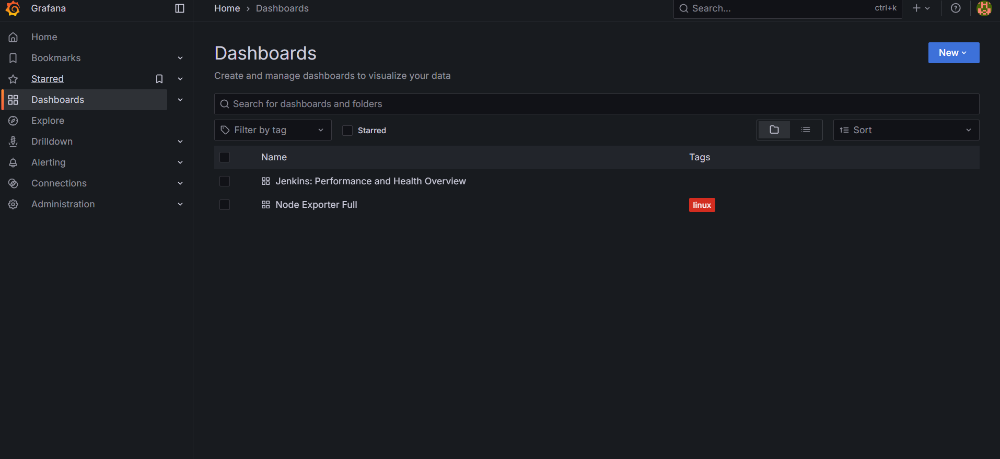 Grafana
Home > Dashboards
Search...
ctrl+k
Home
Bookmarks
Starred
Dashboards
Explore
Drilldown
Alerting
Connections
Administration
Dashboards
New
Create and manage dashboards to visualize your data
Search for dashboards and folders
Filter by tag
Starred
Sort
Name
Tags
Jenkins: Performance and Health Overview
Node Exporter Full
linux